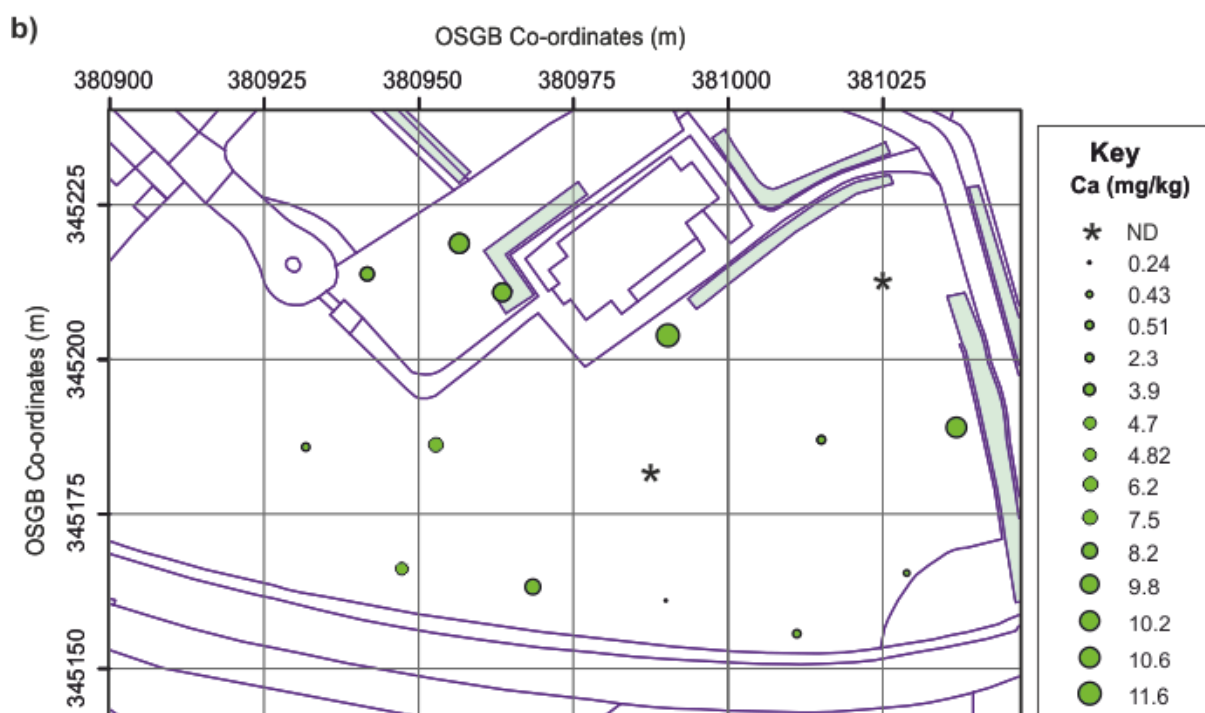 b)
OSGB Co-ordinates (m)
380900 380925 380950 380975 381000 381025
OSGB Co-ordinates (m)
345225
345200
345175
345150
Key
Ca (mg/kg)
* ND
0.24
0.43
0.51
2.3
3.9
4.7
4.82
6.2
7.5
8.2
9.8
10.2
10.6
11.6